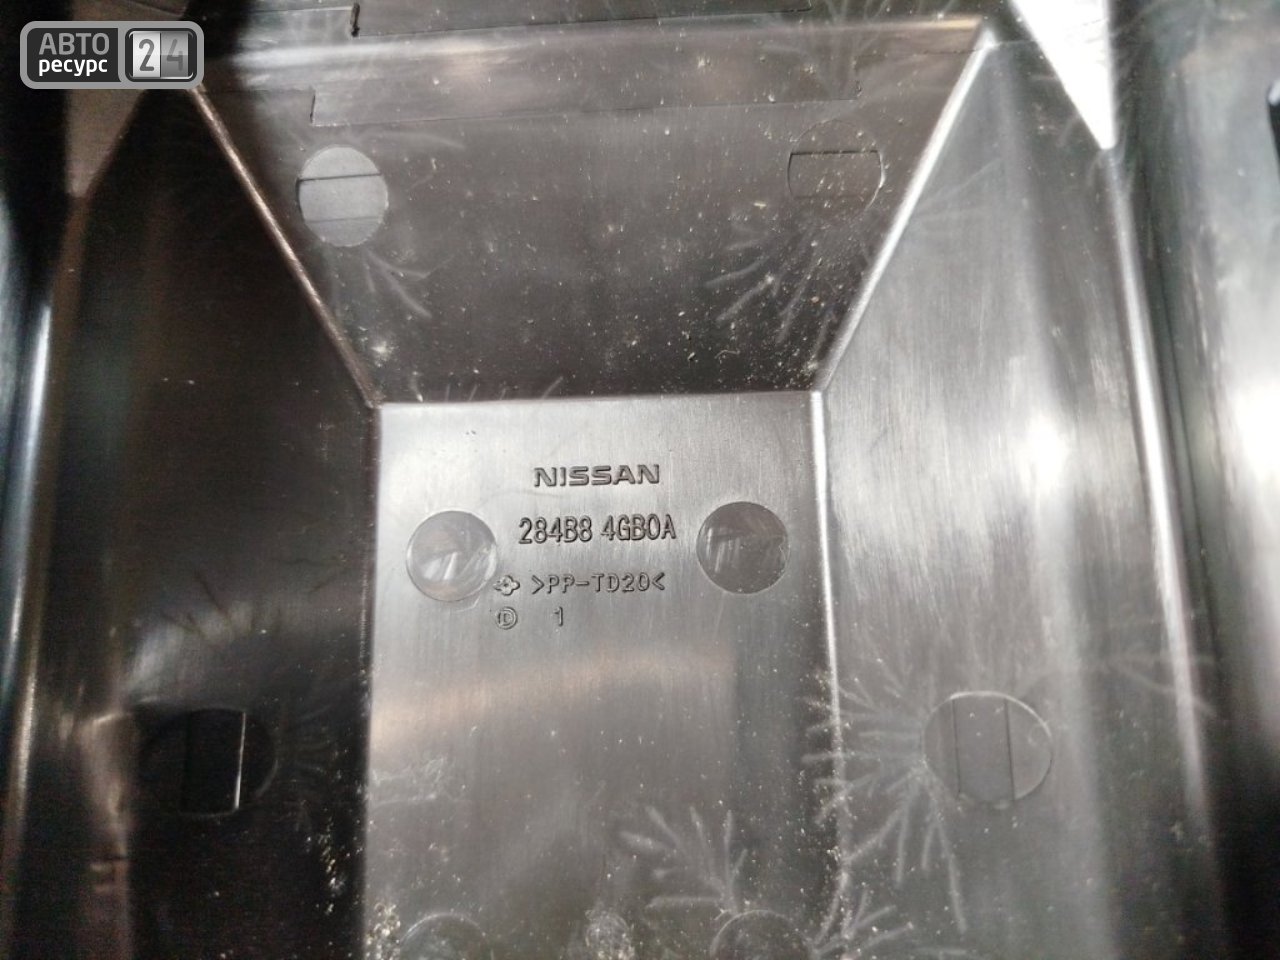 АВТО
ресурс 24
NISSAN
284B8 4GB0A
>PP-TD20<
D 1